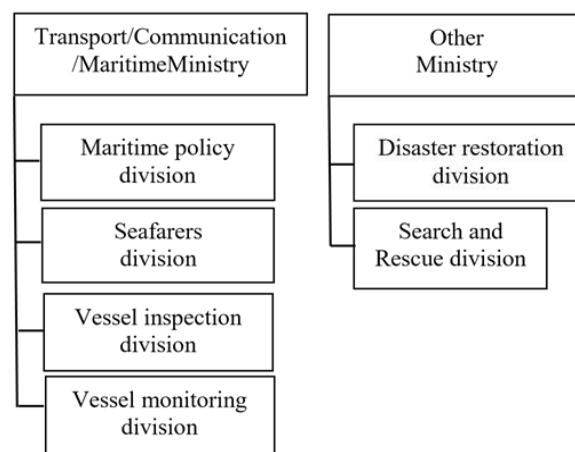 Transport/Communication
/MaritimeMinistry
Maritime policy
division
Seafarers
division
Vessel inspection
division
Vessel monitoring
division
Other
Ministry
Disaster restoration
division
Search and
Rescue division